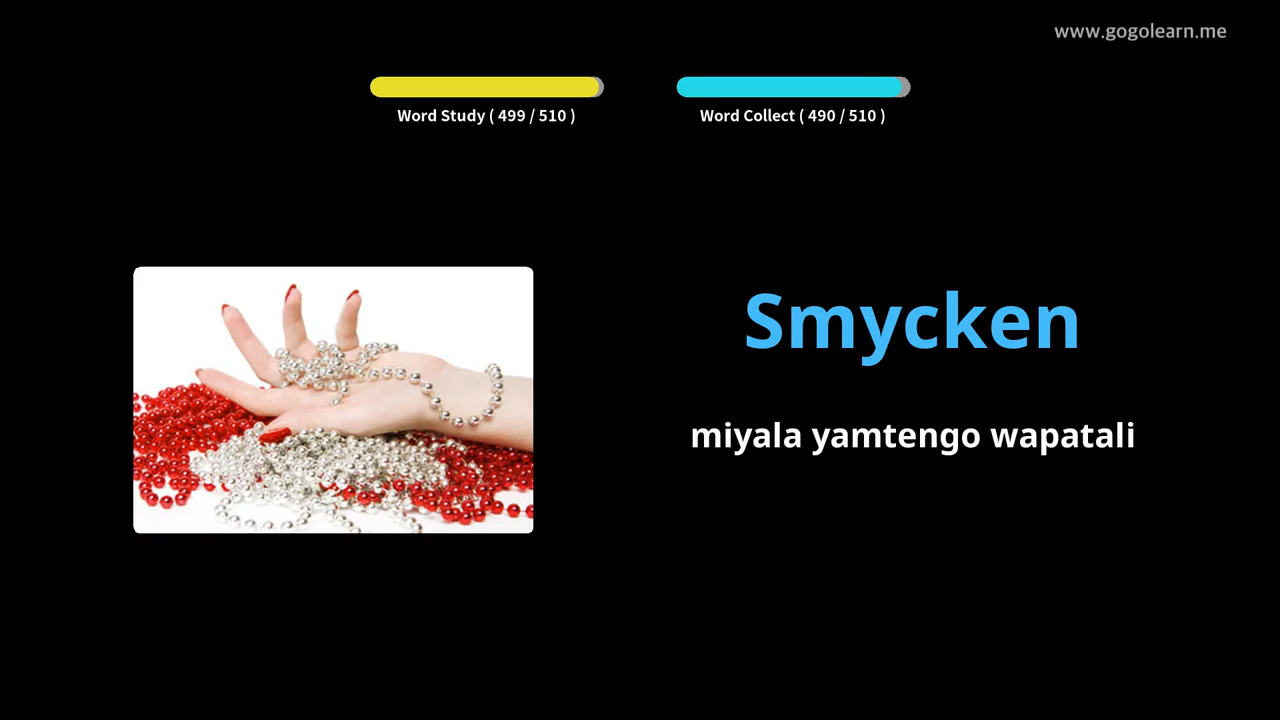 www.gogolearn.me
Word Study ( 499 / 510 )
Word Collect ( 490 / 510 )
Smycken
miyala yamtengo wapatali